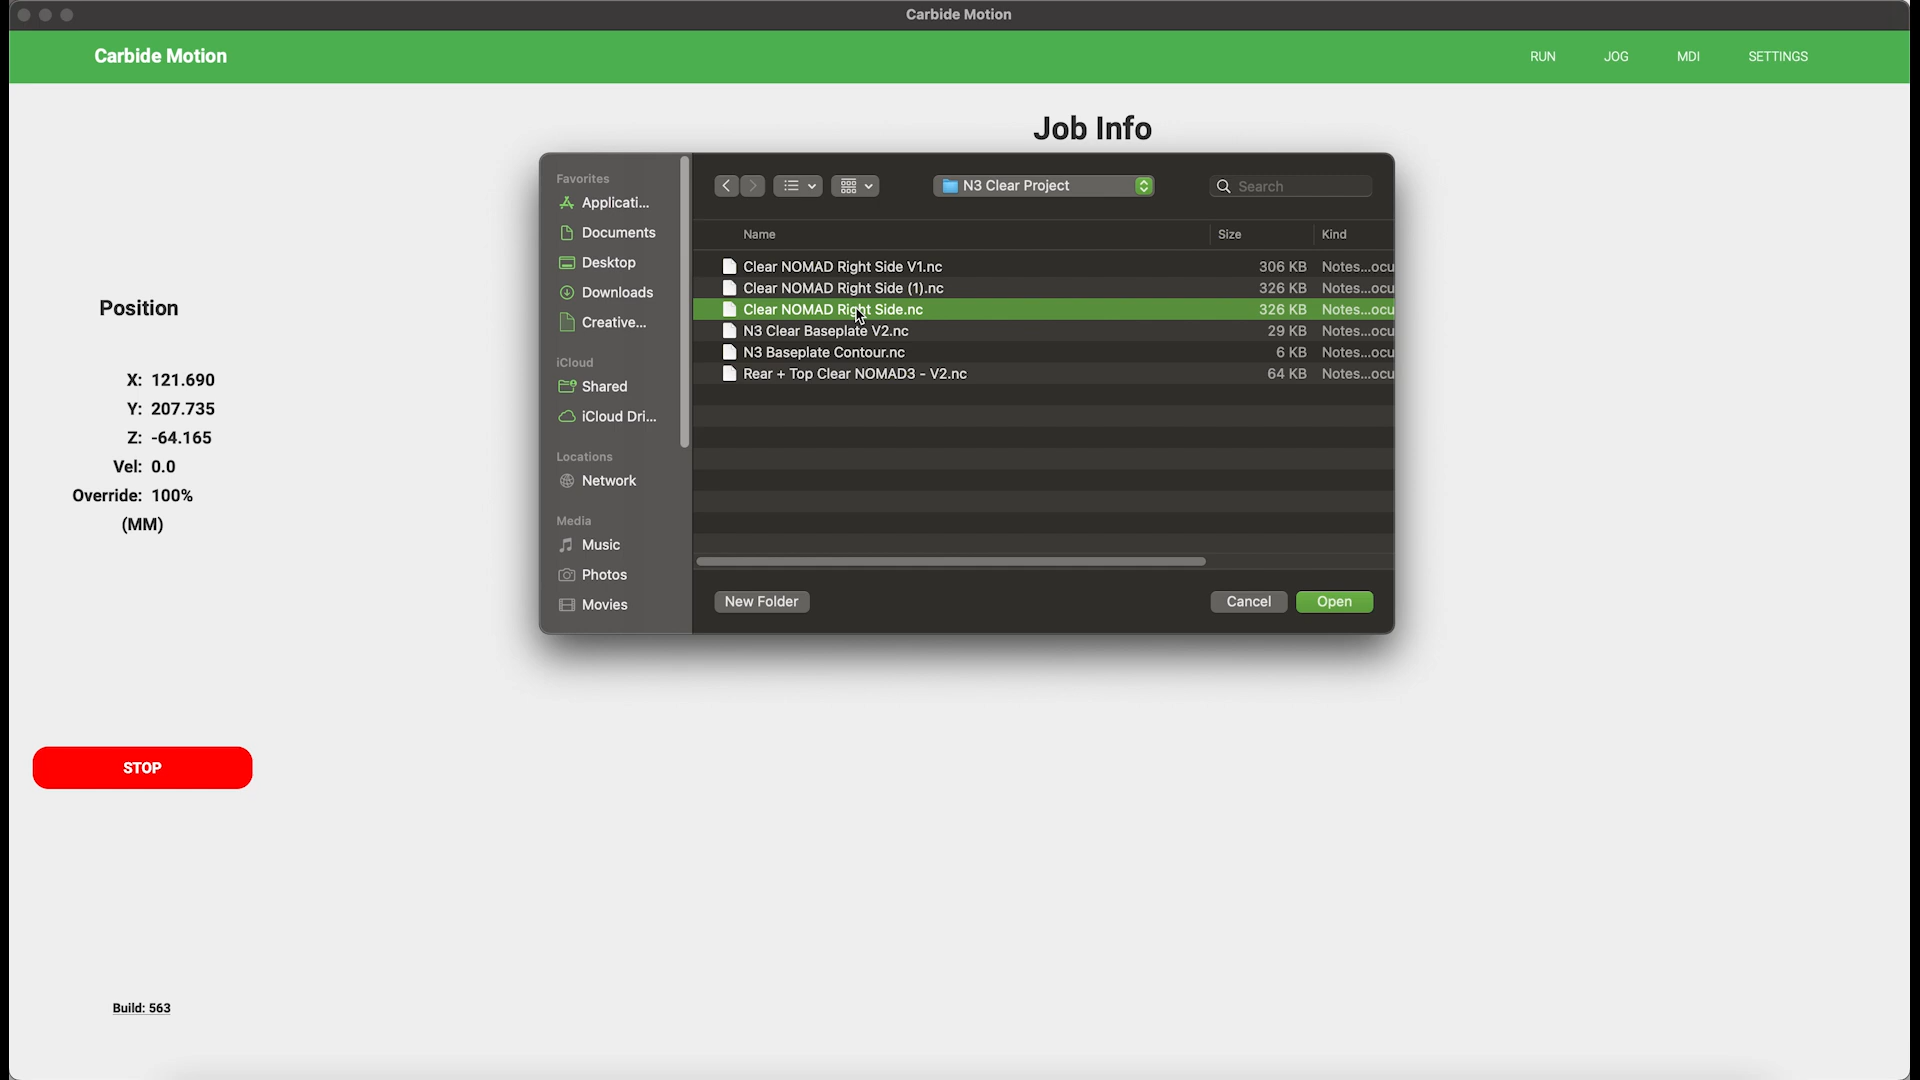 Carbide Motion
Carbide Motion
RUN
JOG
MDI
SETTINGS
Job Info
Position
X: 121.690
Y: 207.735
Z: -64.165
Vel: 0.0
Override: 100%
(MM)
STOP
Build: 563
Favorites
Applicati...
Documents
Desktop
Downloads
Creative...
iCloud
Shared
iCloud Dri...
Locations
Network
Media
Music
Photos
Movies
N3 Clear Project
Search
Name Size Kind
Clear NOMAD Right Side V1.nc 306 KB Notes...ocu
Clear NOMAD Right Side (1).nc 326 KB Notes...ocu
Clear NOMAD Right Side.nc 326 KB Notes...ocu
N3 Clear Baseplate V2.nc 29 KB Notes...ocu
N3 Baseplate Contour.nc 6 KB Notes...ocu
Rear + Top Clear NOMAD3 - V2.nc 64 KB Notes...ocu
New Folder
Cancel
Open